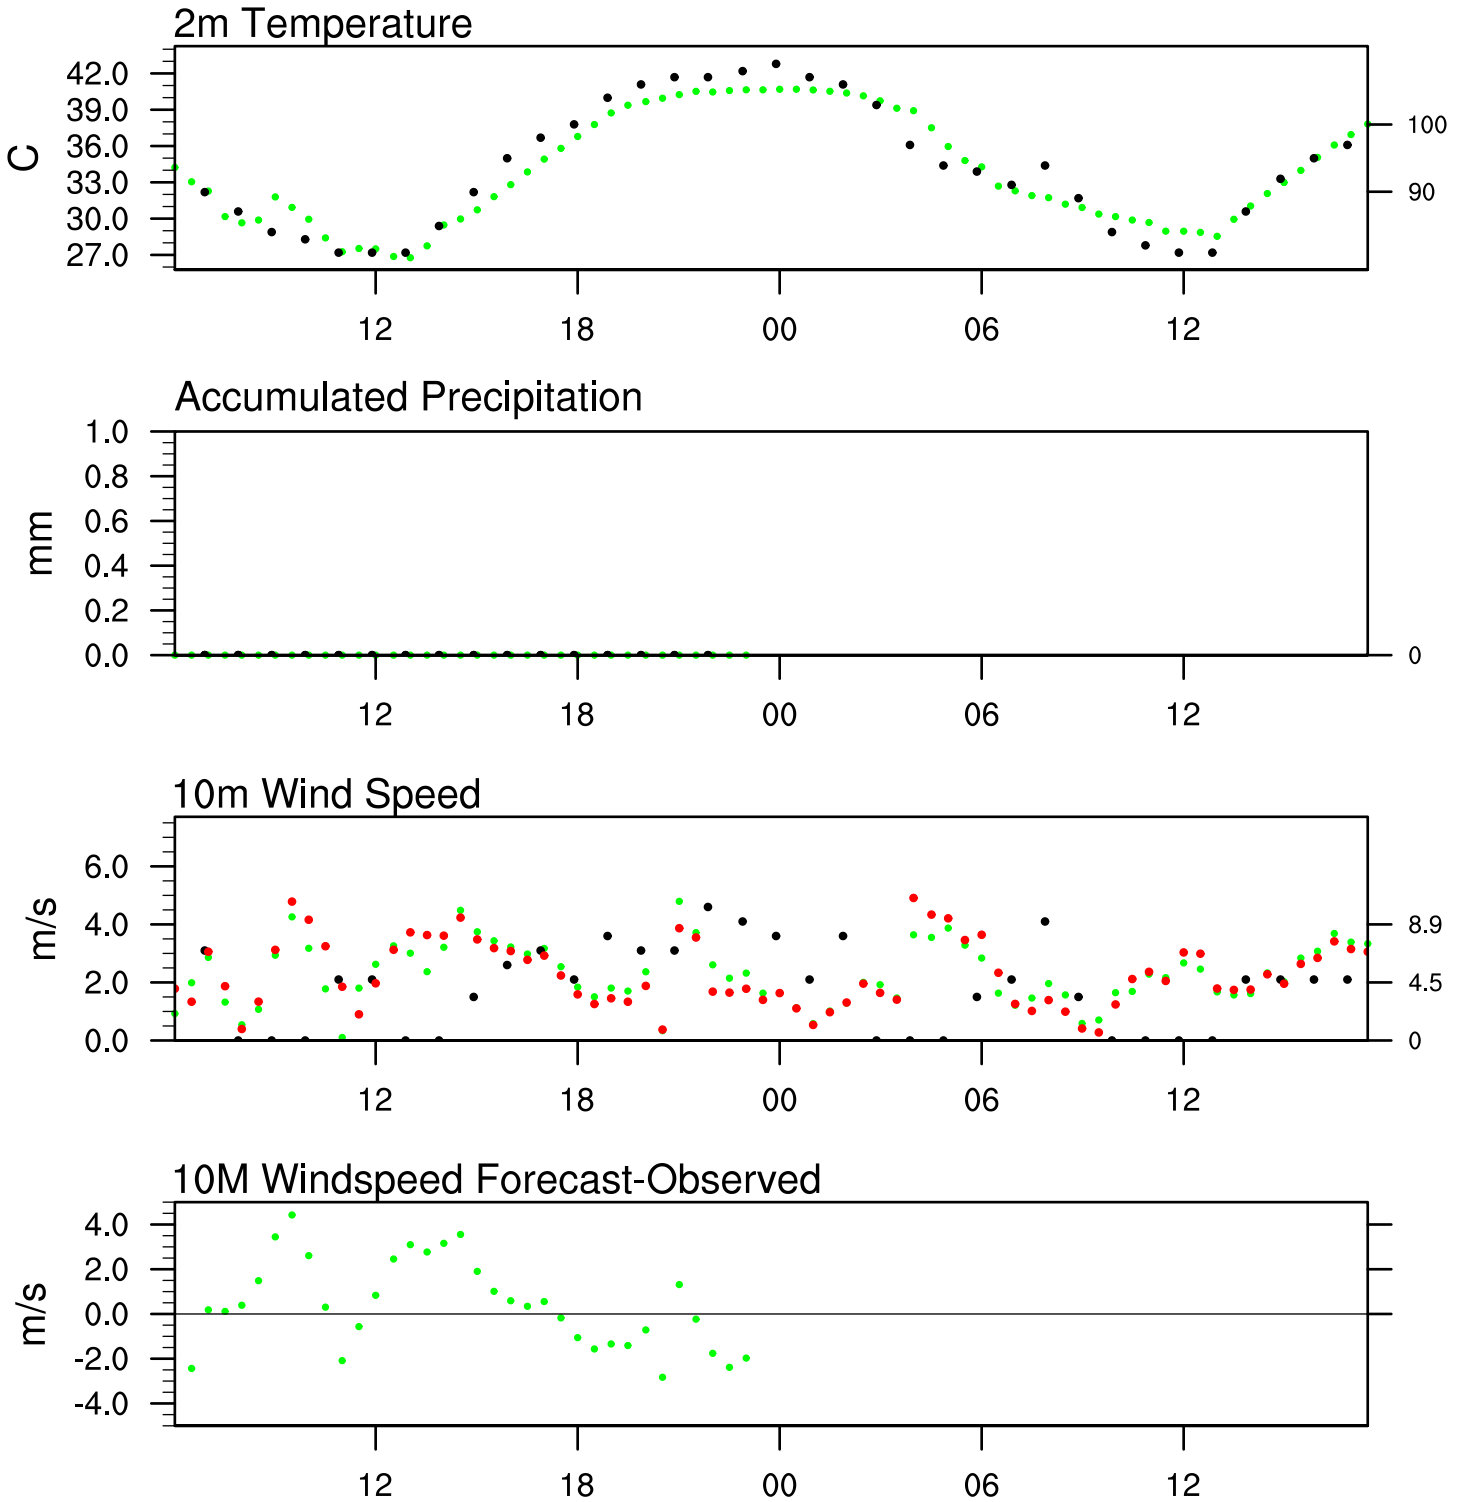 2m Temperature
42.0
39.0
36.0
33.0
30.0
27.0
C
100
90
12 18 00 06 12
Accumulated Precipitation
1.0
0.8
0.6
0.4
0.2
0.0
mm
0
12 18 00 06 12
10m Wind Speed
6.0
4.0
2.0
0.0
m/s
8.9
4.5
0
12 18 00 06 12
10M Windspeed Forecast-Observed
4.0
2.0
0.0
-2.0
-4.0
m/s
12 18 00 06 12